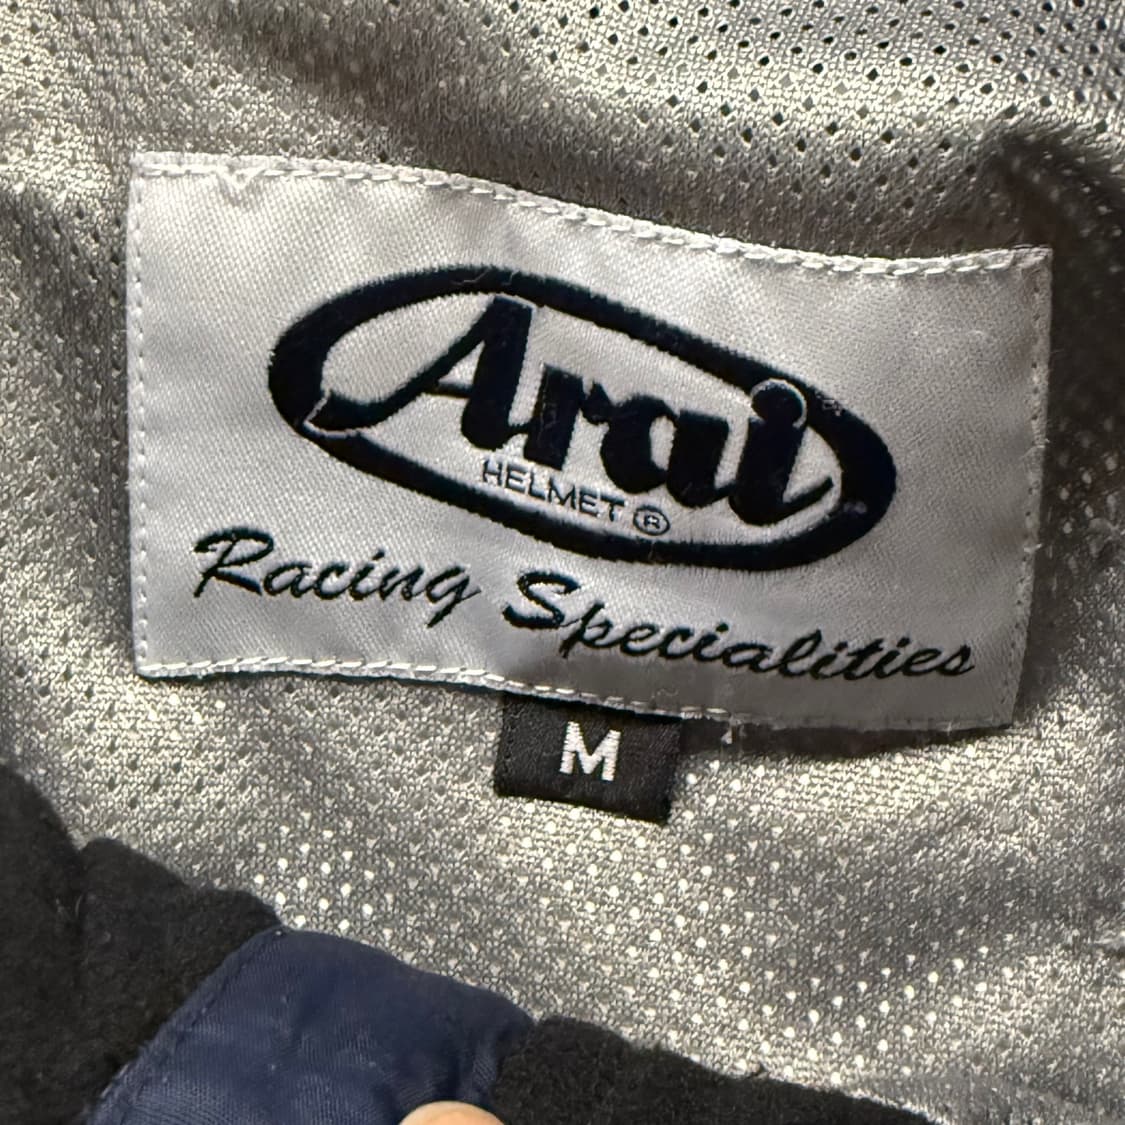 Arai
HELMET ®
Racing Specialities
M